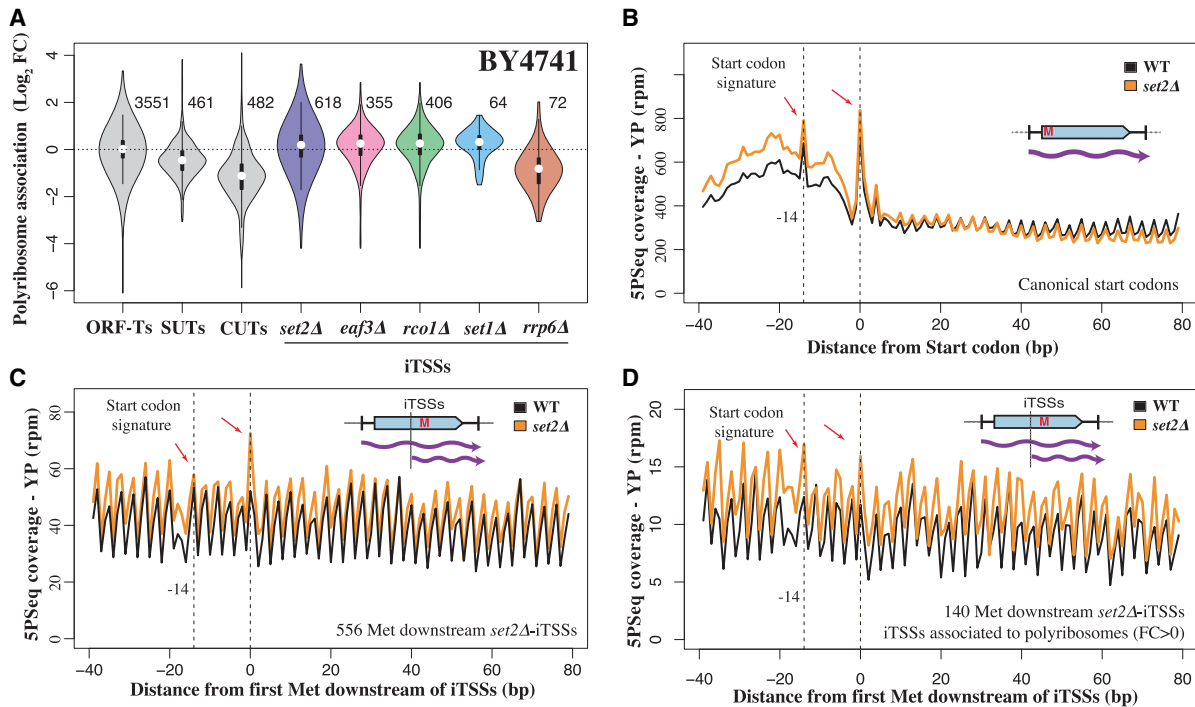 A
BY4741
Polyribosome association (Log2 FC)
4
2
0
-2
-4
-6
3551
461
482
618
355
406
64
72
ORF-Ts
SUTs
CUTs
set2Δ
eaf3Δ
rco1Δ
set1Δ
rrp6Δ
iTSSs
B
5PSeq coverage - YP (rpm)
800
600
400
200
0
Start codon
signature
WT
set2Δ
M
-14
Canonical start codons
−40
−20
0
20
40
60
80
Distance from Start codon (bp)
C
5PSeq coverage - YP (rpm)
80
60
40
20
0
Start codon
signature
iTSSs
M
WT
set2Δ
-14
556 Met downstream set2Δ-iTSSs
−40
−20
0
20
40
60
80
Distance from first Met downstream of iTSSs (bp)
D
5PSeq coverage - YP (rpm)
20
15
10
5
0
Start codon
signature
iTSSs
M
WT
set2Δ
-14
140 Met downstream set2Δ-iTSSs
iTSSs associated to polyribosomes (FC>0)
−40
−20
0
20
40
60
80
Distance from first Met downstream of iTSSs (bp)